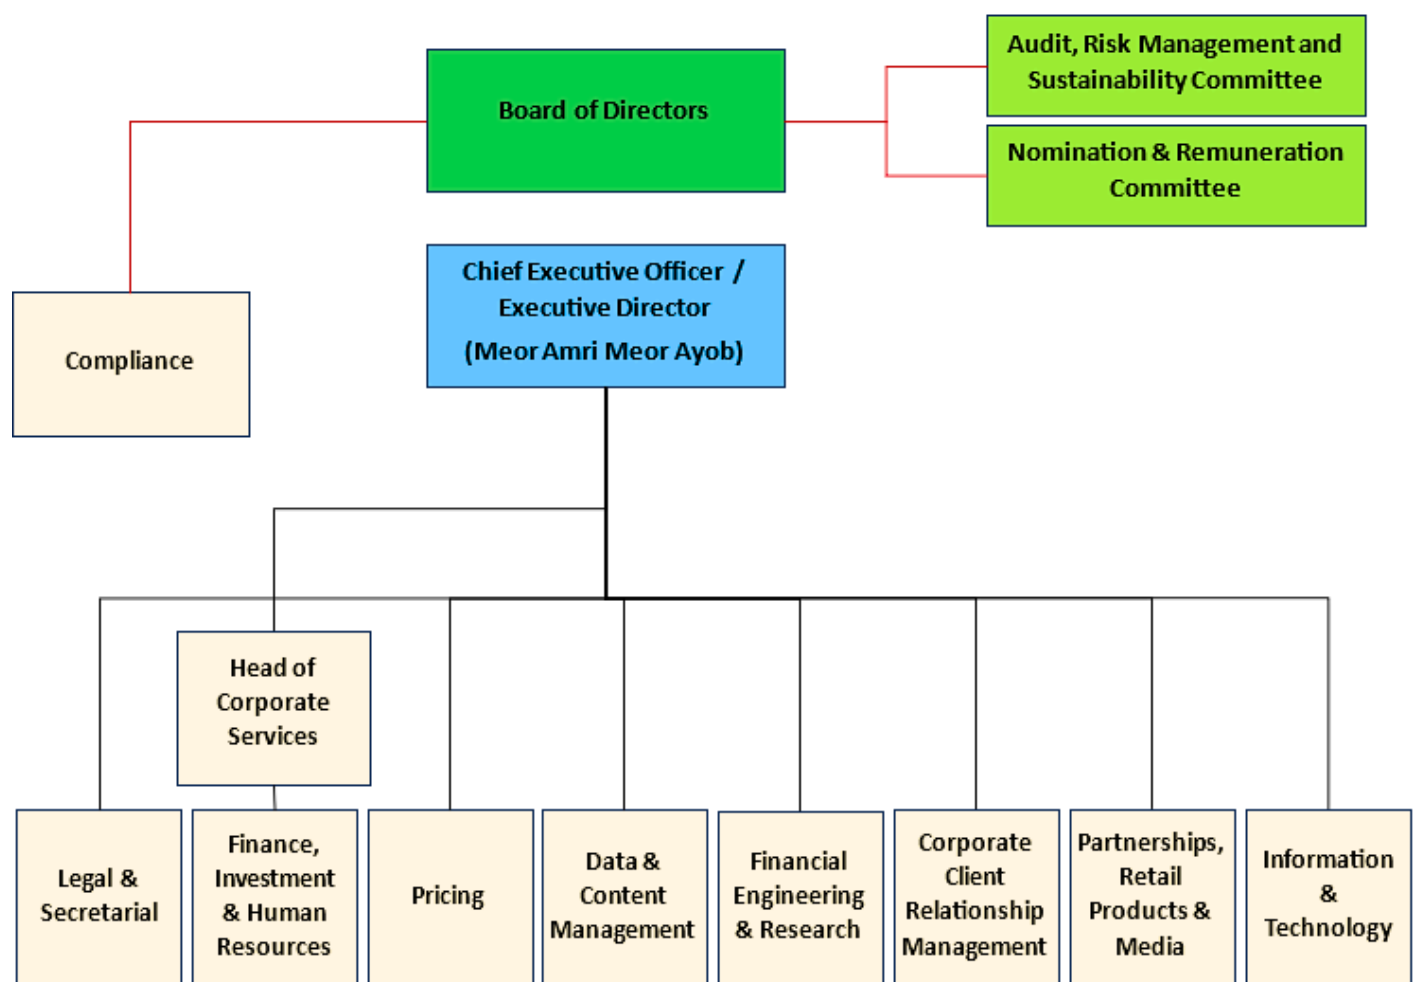 Board of Directors
Audit, Risk Management and
Sustainability Committee
Nomination & Remuneration
Committee
Chief Executive Officer /
Executive Director
(Meor Amri Meor Ayob)
Compliance
Head of
Corporate
Services
Legal &
Secretarial
Finance,
Investment
& Human
Resources
Pricing
Data &
Content
Management
Financial
Engineering
& Research
Corporate
Client
Relationship
Management
Partnerships,
Retail
Products &
Media
Information
&
Technology